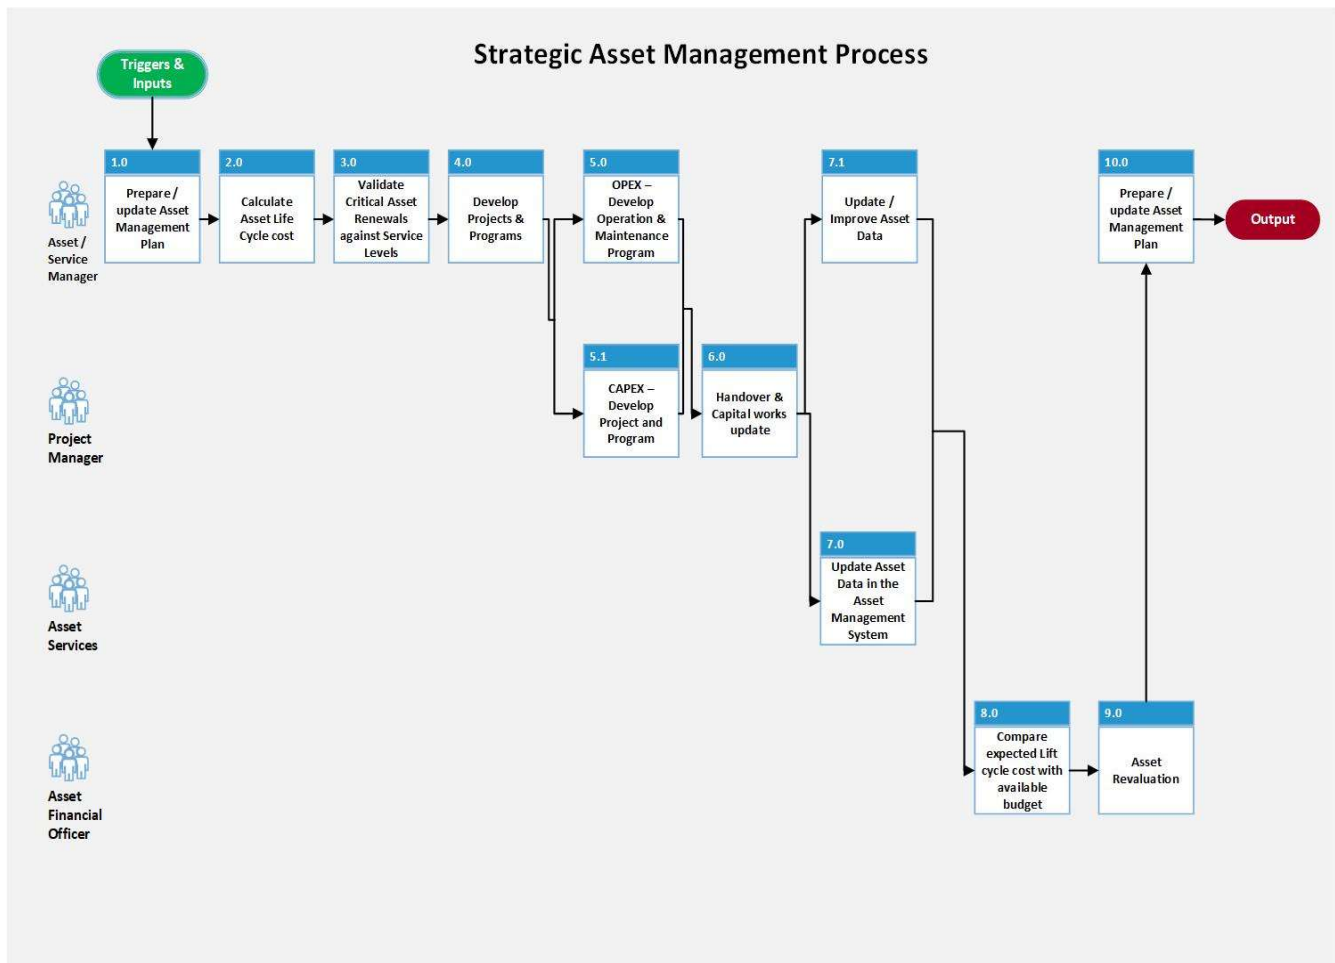 Strategic Asset Management Process
Triggers &
Inputs
Asset /
Service
Manager
1.0
Prepare /
update Asset
Management
Plan
2.0
Calculate
Asset Life
Cycle cost
3.0
Validate
Critical Asset
Renewals
against Service
Levels
4.0
Develop
Projects &
Programs
5.0
OPEX –
Develop
Operation &
Maintenance
Program
7.1
Update /
Improve Asset
Data
10.0
Prepare /
update Asset
Management
Plan
Output
Project
Manager
5.1
CAPEX –
Develop
Project and
Program
6.0
Handover &
Capital works
update
Asset
Services
7.0
Update Asset
Data in the
Asset
Management
System
Asset
Financial
Officer
8.0
Compare
expected Lift
cycle cost with
available
budget
9.0
Asset
Revaluation